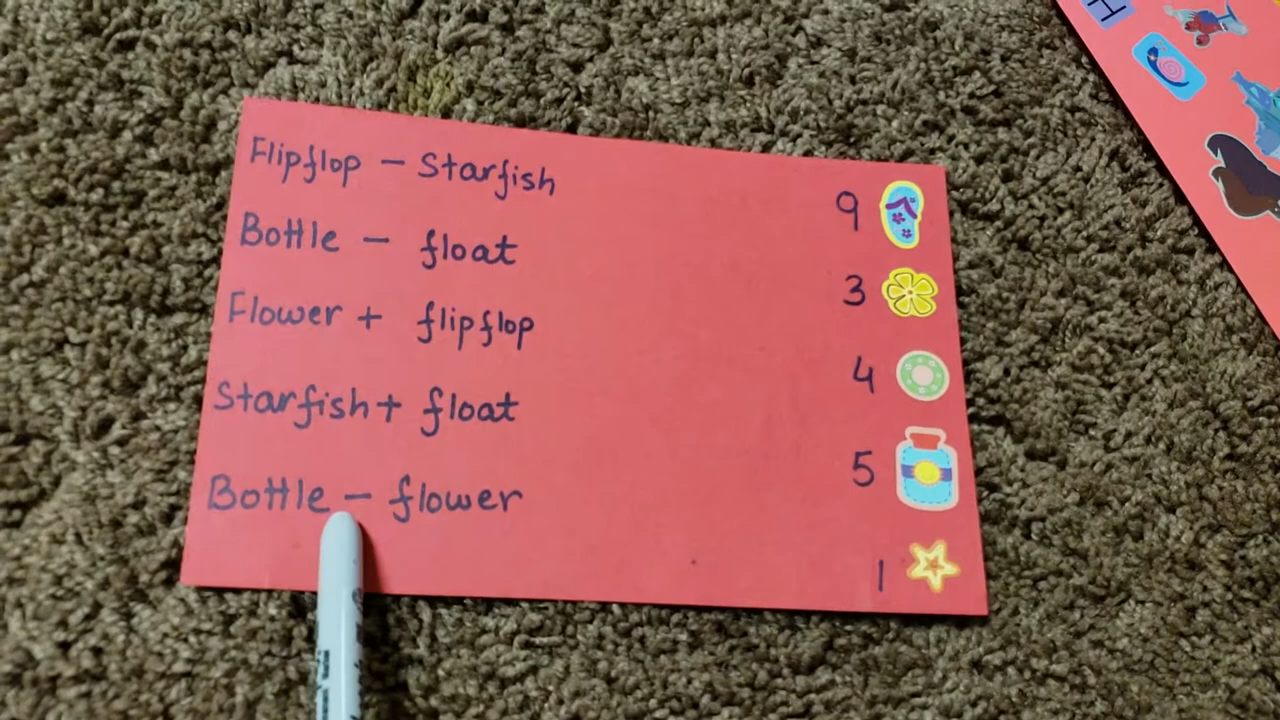 Flipflop - Starfish
Bottle - float
Flower + flipflop
Starfish + float
Bottle - flower
9
3
4
5
1
H